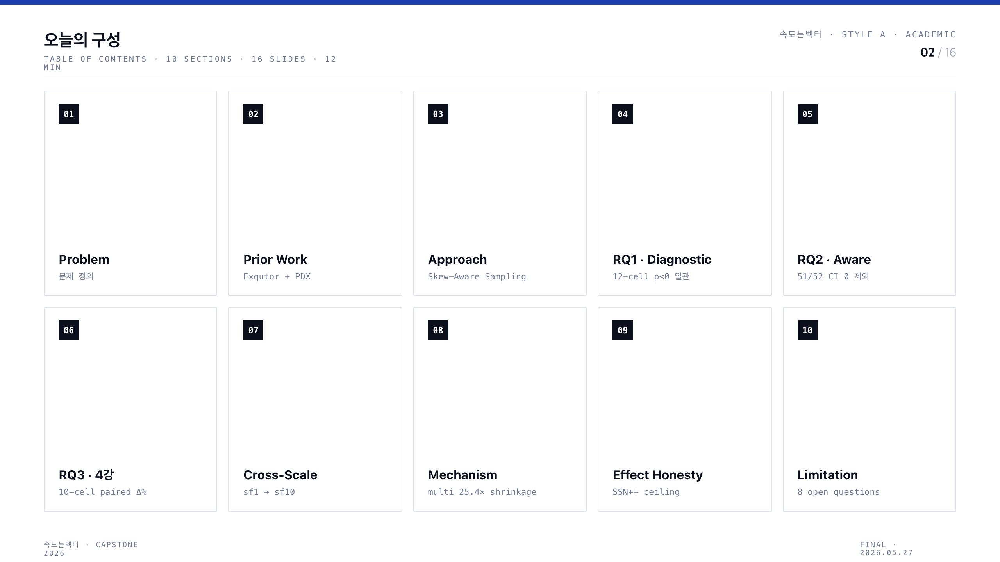 오늘의 구성
TABLE OF CONTENTS · 10 SECTIONS · 16 SLIDES · 12
MIN
속도는벡터 · STYLE A · ACADEMIC
02 / 16
01
Problem
문제 정의
02
Prior Work
Exqutor + PDX
03
Approach
Skew-Aware Sampling
04
RQ1 · Diagnostic
12-cell ρ<0 일관
05
RQ2 · Aware
51/52 CI 0 제외
06
RQ3 · 4강
10-cell paired Δ%
07
Cross-Scale
sf1 → sf10
08
Mechanism
multi 25.4× shrinkage
09
Effect Honesty
SSN++ ceiling
10
Limitation
8 open questions
속도는벡터 · CAPSTONE
2026
FINAL ·
2026.05.27